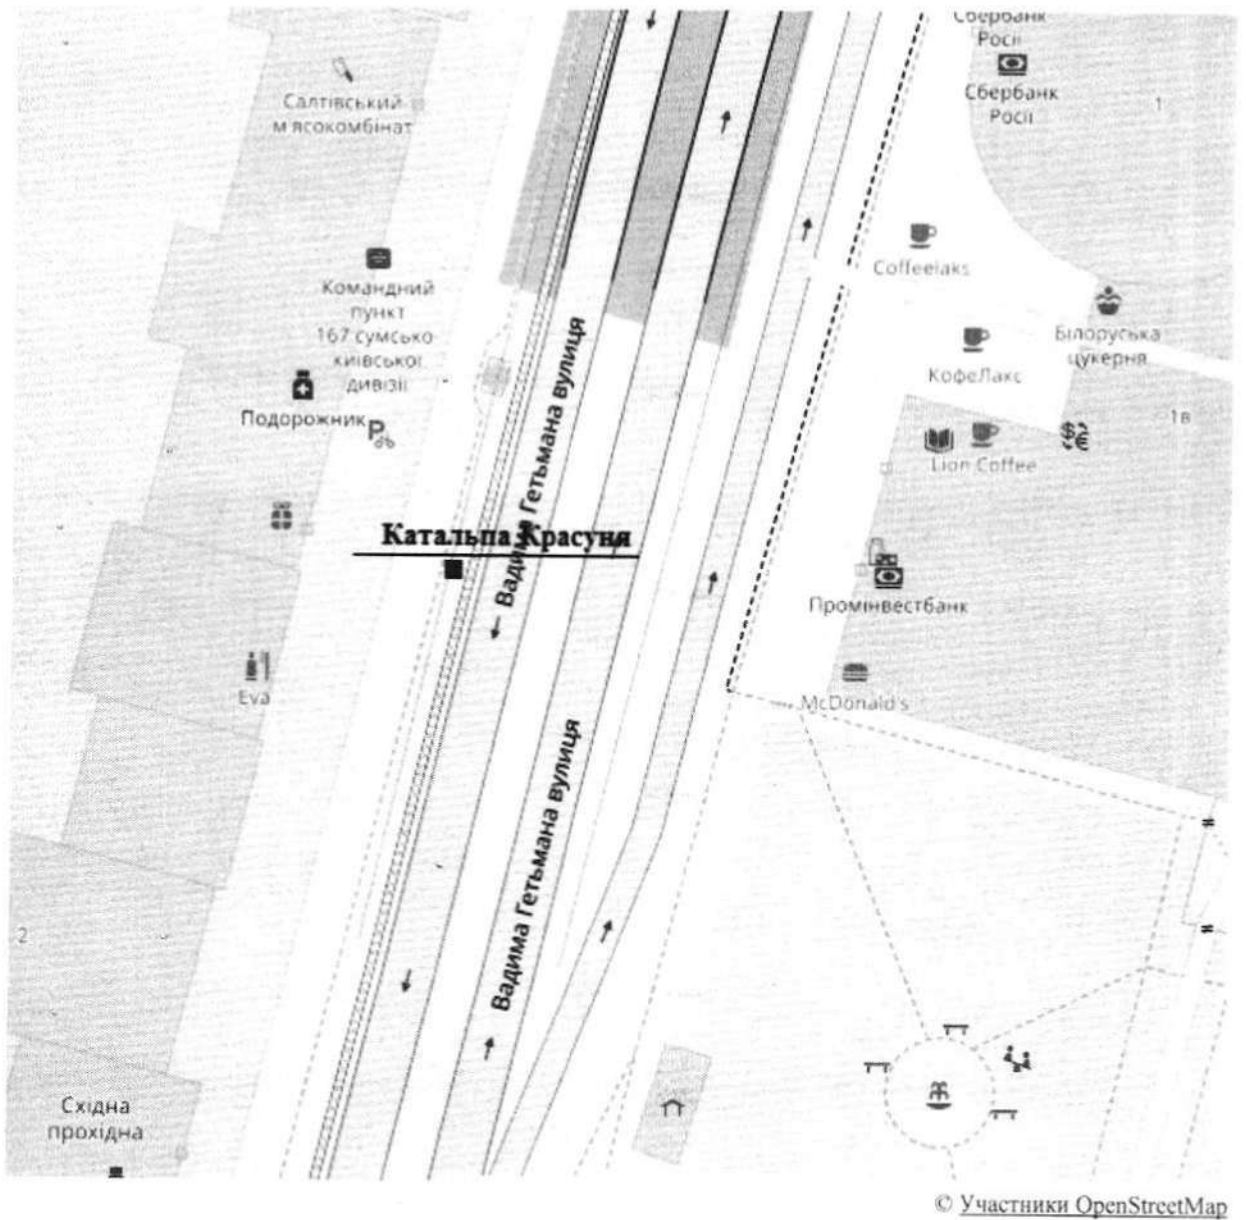 Сбербанк
Росії
Сбербанк
Росії
1
Салтівський
м'ясокомбінат
Coffeelaks
Командний
пункт
167 сумсько-
київської
дивізії
Білоруська
цукерня
КофеЛакс
Подорожник
P
1в
Lion Coffee
Вадима Гетьмана вулиця
Катальпа Красуня
Промінвестбанк
Eva
McDonald's
Вадима Гетьмана вулиця
2
Східна
прохідна
© Участники OpenStreetMap